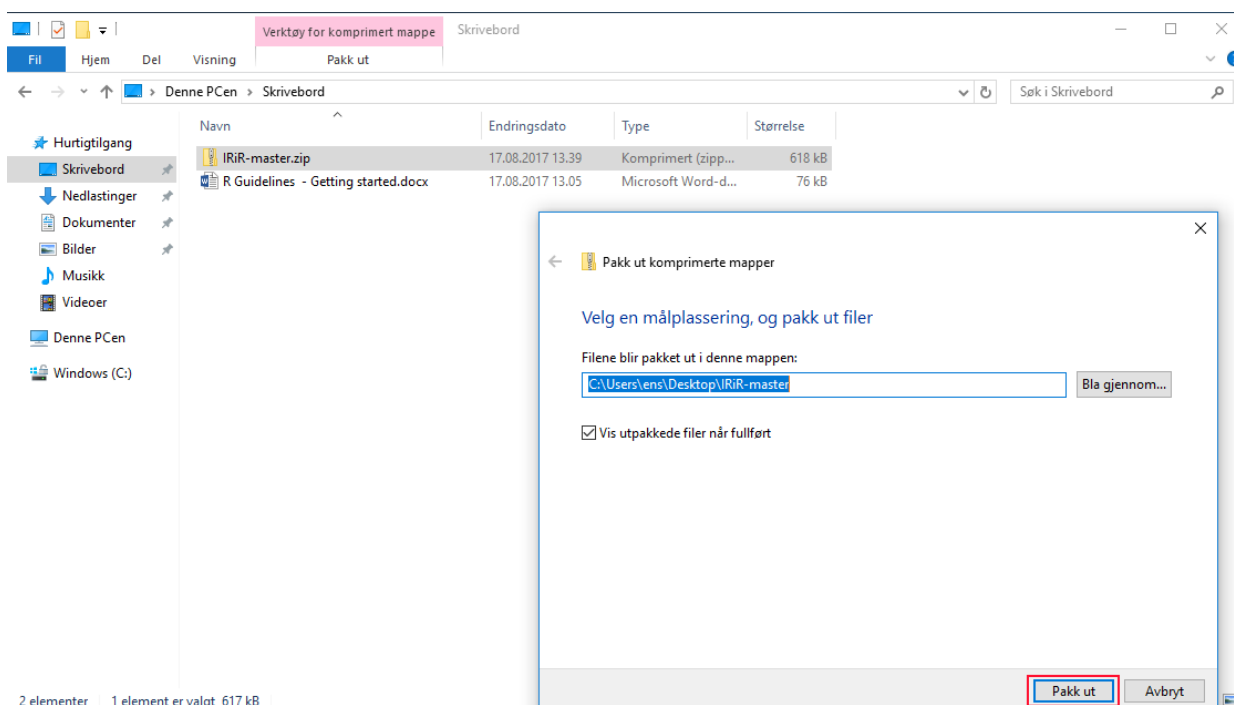 Verktøy for komprimert mappe Skrivebord
Fil Hjem Del Visning Pakk ut
Denne PCen Skrivebord Søk i Skrivebord
Navn Endringsdato Type Størrelse
IRiR-master.zip 17.08.2017 13.39 Komprimert (zipp... 618 kB
R Guidelines - Getting started.docx 17.08.2017 13.05 Microsoft Word-d... 76 kB
Hurtigtilgang
Skrivebord
Nedlastinger
Dokumenter
Bilder
Musikk
Videoer
Denne PCen
Windows (C:)
Pakk ut komprimerte mapper
Velg en målplassering, og pakk ut filer
Filene blir pakket ut i denne mappen:
C:\Users\ens\Desktop\IRiR-master Bla gjennom...
Vis utpakkede filer når fullført
Pakk ut Avbryt
2 elementer 1 element er valgt 617 kB